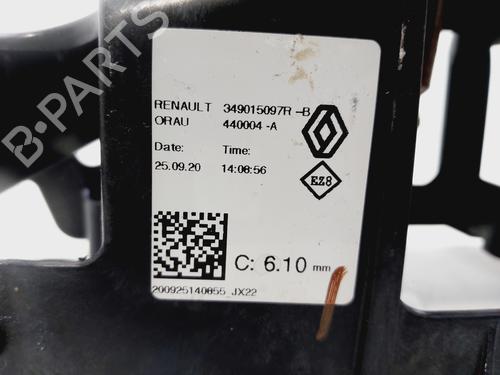 RENAULT 349015097R -B
ORAU 440004 -A
Date: Time:
25.09.20 14:08:56
EZ8
C: 6.10 mm
200925140855 JX22
B-PARTS